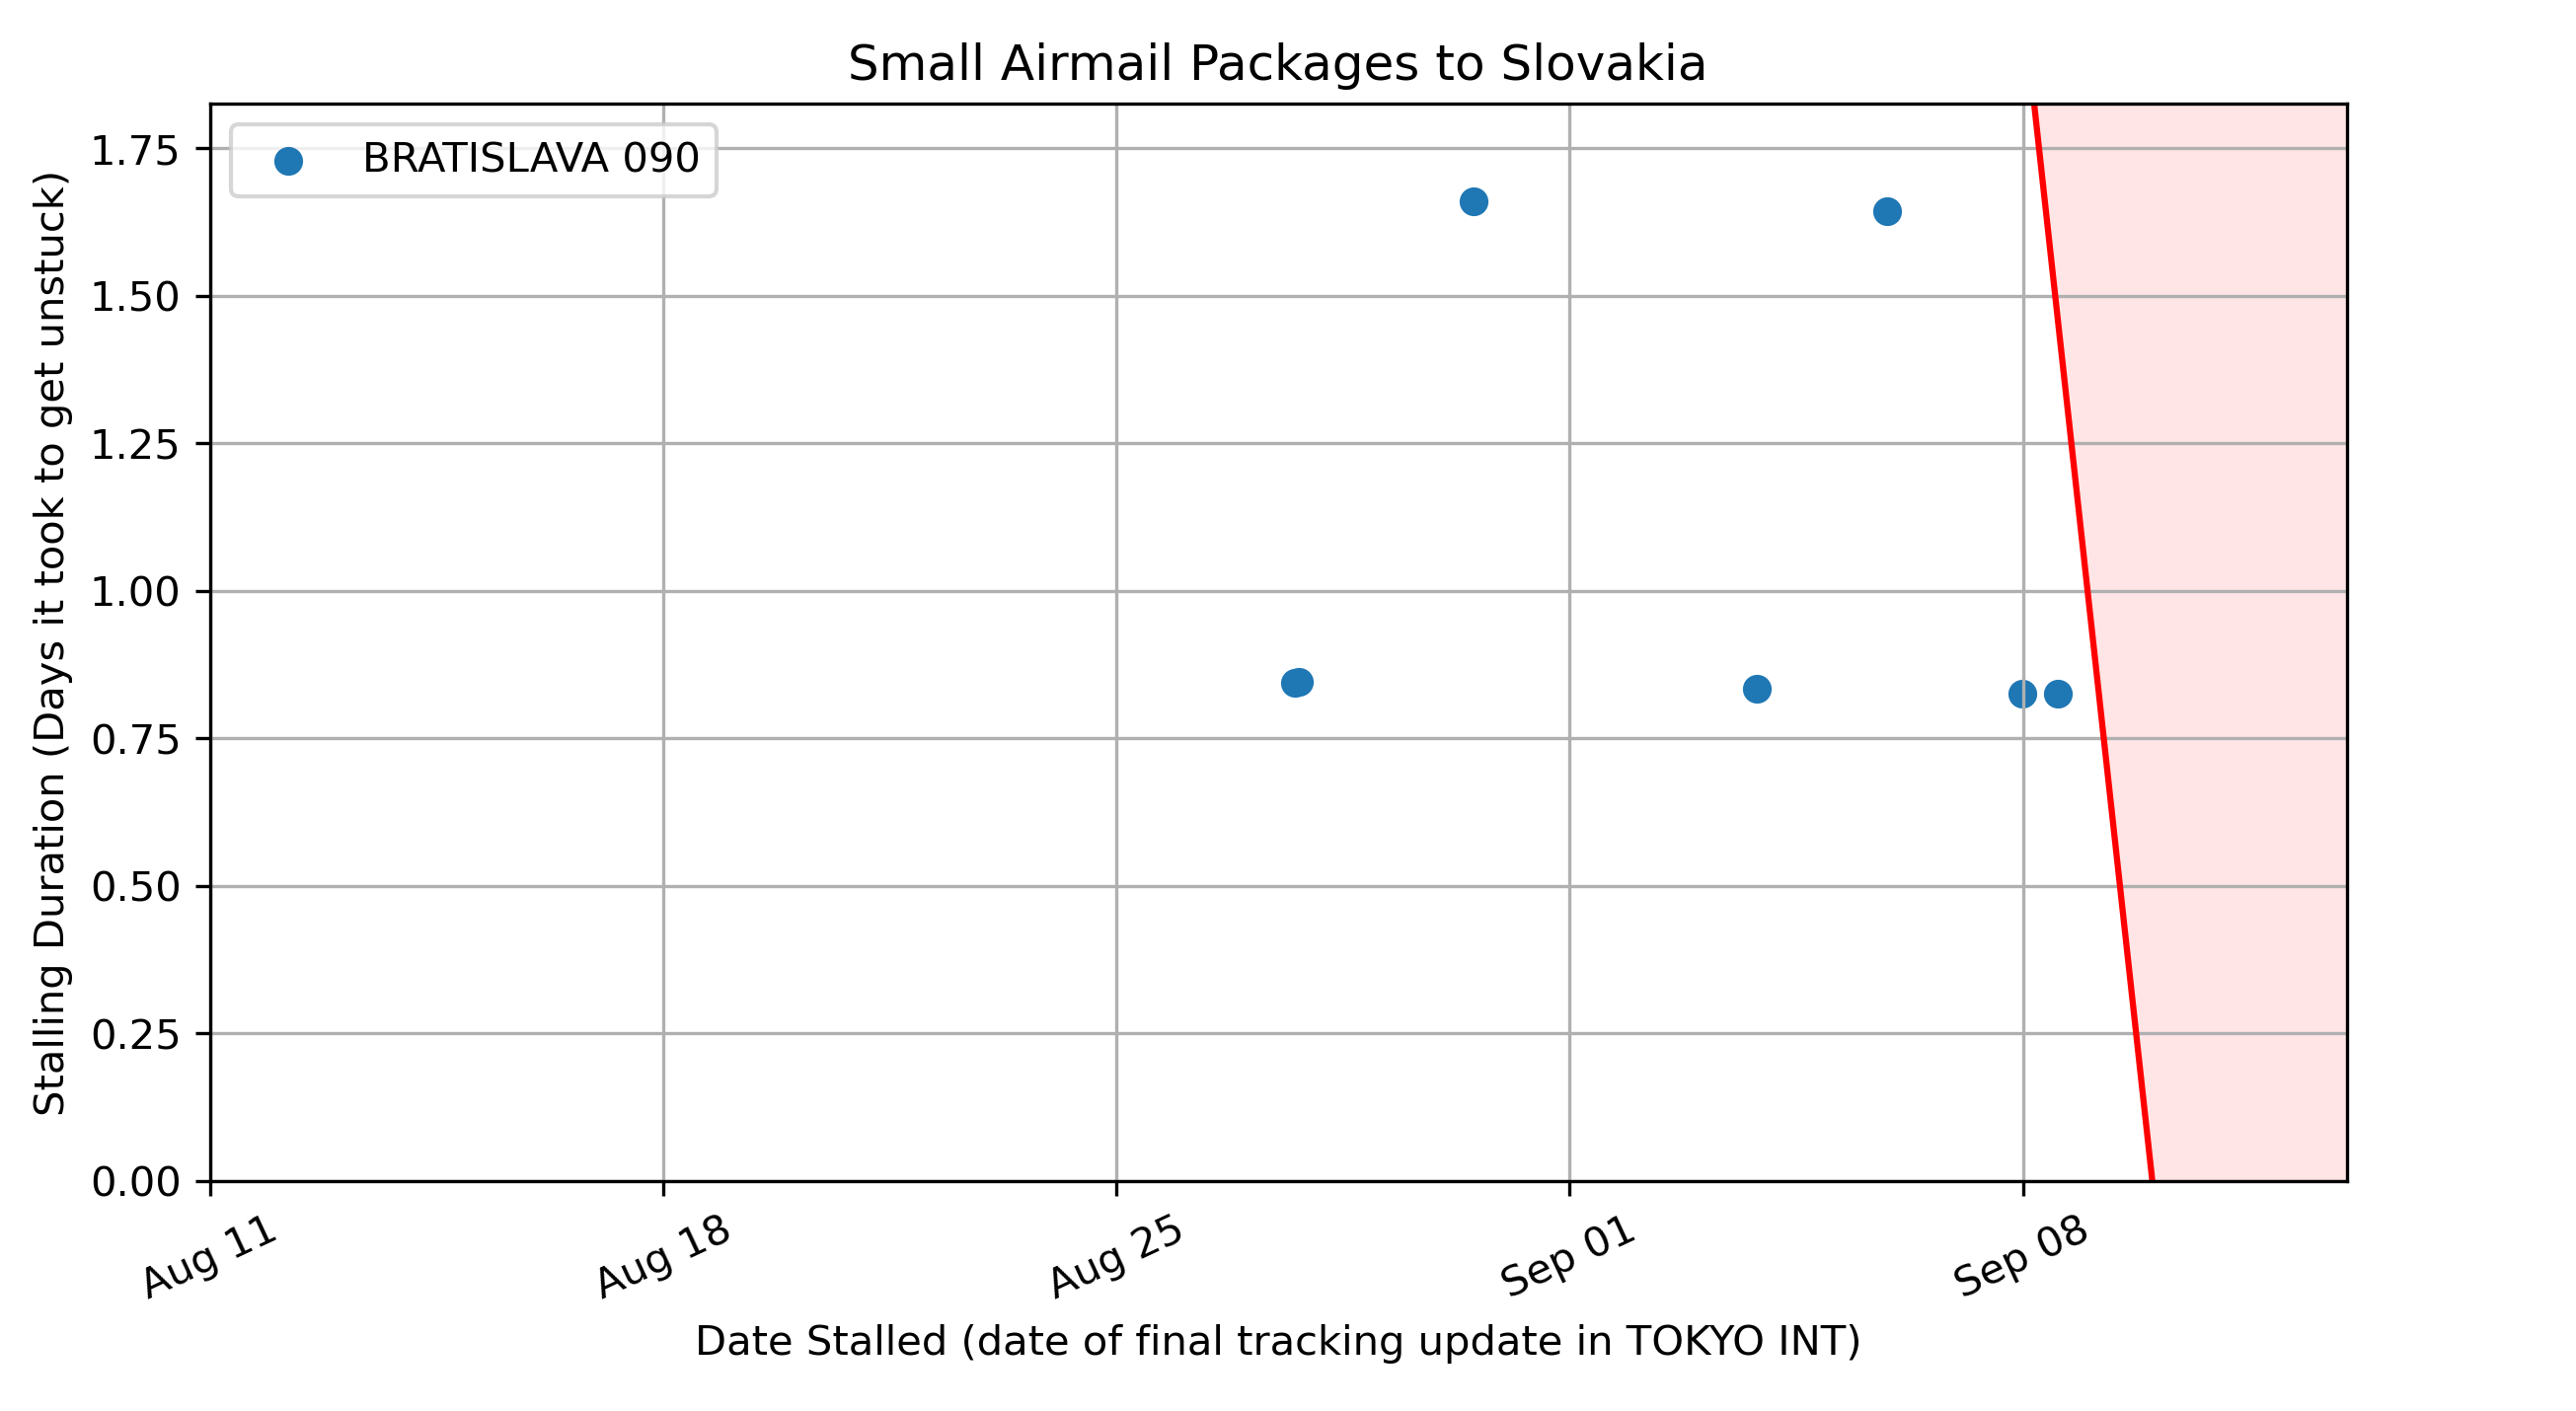 Small Airmail Packages to Slovakia
BRATISLAVA 090
Stalling Duration (Days it took to get unstuck)
1.75
1.50
1.25
1.00
0.75
0.50
0.25
0.00
Aug 11
Aug 18
Aug 25
Sep 01
Sep 08
Date Stalled (date of final tracking update in TOKYO INT)